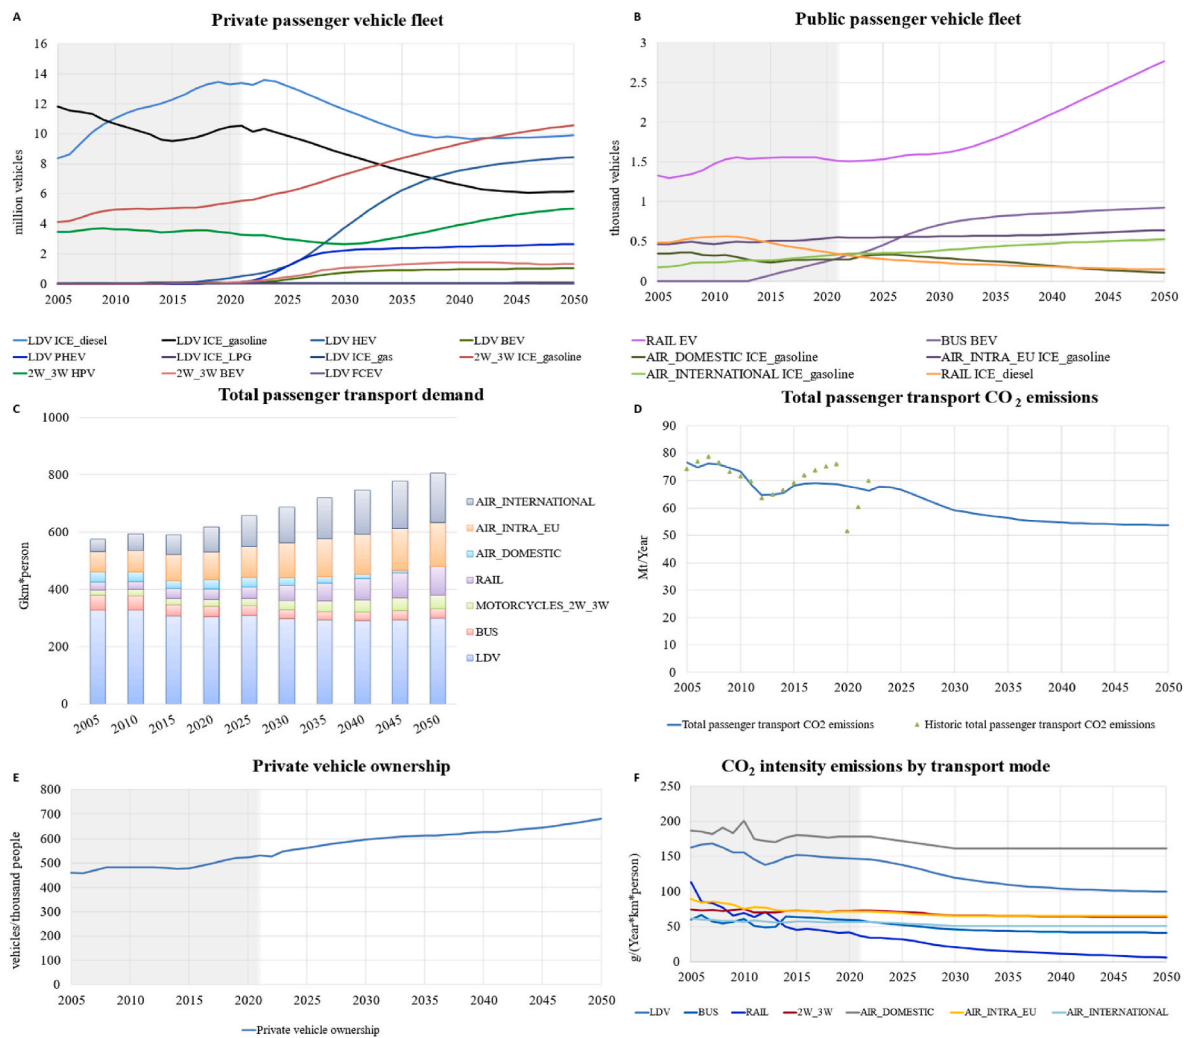 A
Private passenger vehicle fleet
16
14
12
10
8
6
4
2
0
million vehicles
2005 2010 2015 2020 2025 2030 2035 2040 2045 2050
LDV ICE_diesel LDV ICE_gasoline LDV HEV LDV BEV
LDV PHEV LDV ICE_LPG LDV ICE_gas 2W_3W ICE_gasoline
2W_3W HPV 2W_3W BEV LDV FCEV
B
Public passenger vehicle fleet
3
2.5
2
1.5
1
0.5
0
thousand vehicles
2005 2010 2015 2020 2025 2030 2035 2040 2045 2050
RAIL EV BUS BEV
AIR_DOMESTIC ICE_gasoline AIR_INTRA_EU ICE_gasoline
AIR_INTERNATIONAL ICE_gasoline RAIL ICE_diesel
C
Total passenger transport demand
1000
800
600
400
200
0
Gkm*person
2005 2010 2015 2020 2025 2030 2035 2040 2045 2050
AIR_INTERNATIONAL
AIR_INTRA_EU
AIR_DOMESTIC
RAIL
MOTORCYCLES_2W_3W
BUS
LDV
D
Total passenger transport CO2 emissions
90
80
70
60
50
40
30
20
10
0
Mt/Year
2005 2010 2015 2020 2025 2030 2035 2040 2045 2050
Total passenger transport CO2 emissions Historic total passenger transport CO2 emissions
E
Private vehicle ownership
800
700
600
500
400
300
200
100
0
vehicles/thousand people
2005 2010 2015 2020 2025 2030 2035 2040 2045 2050
Private vehicle ownership
F
CO2 intensity emissions by transport mode
250
200
150
100
50
0
g/(Year*km*person)
2005 2010 2015 2020 2025 2030 2035 2040 2045 2050
LDV BUS RAIL 2W_3W AIR_DOMESTIC AIR_INTRA_EU AIR_INTERNATIONAL